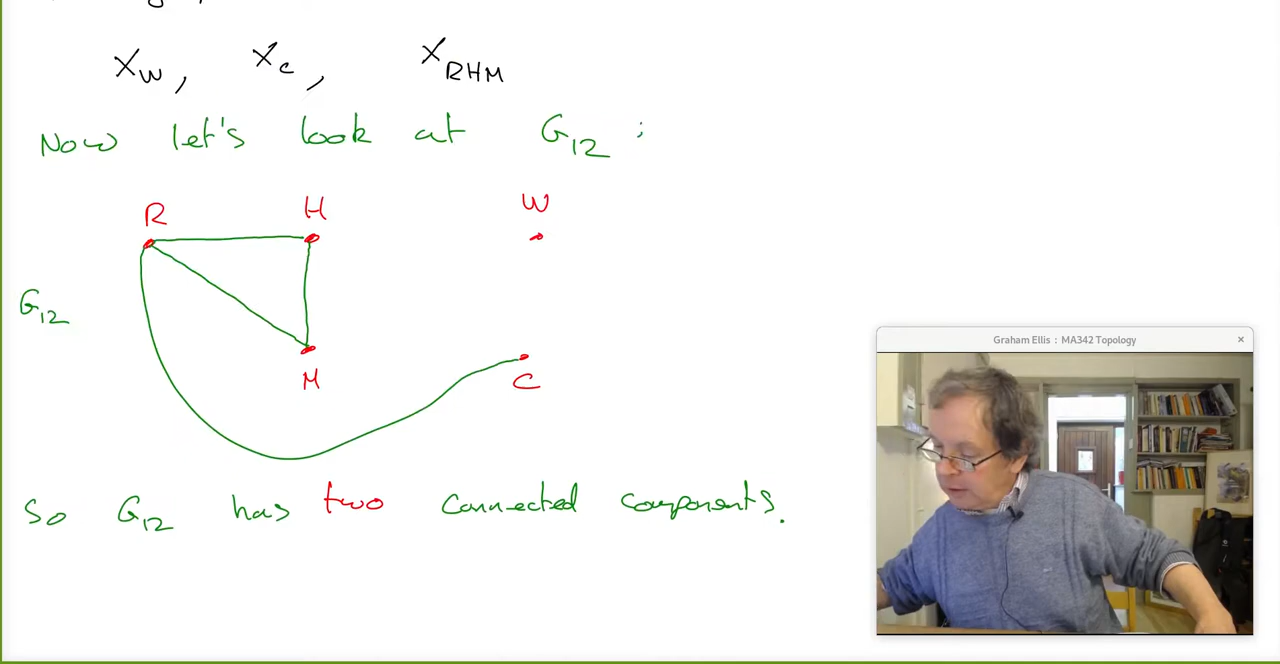 X_W, X_C, X_RHM
Now let's look at G_12 :
R H W
G_12
M C
So G_12 has two connected components.
Graham Ellis : MA342 Topology